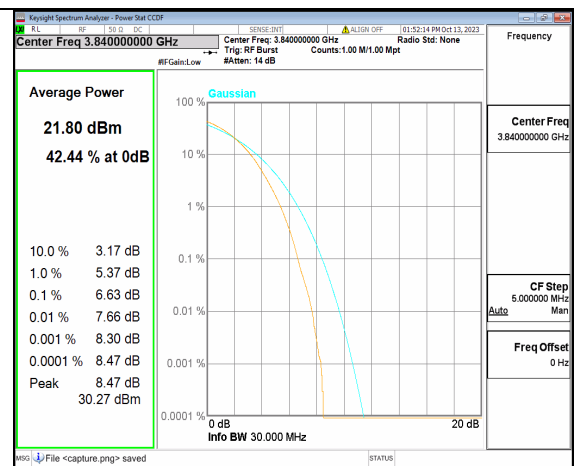 Keysight Spectrum Analyzer - Power Stat CCDF
RL RF 50 Ω DC SENSE:INT ALIGN OFF 01:52:14 PM Oct 13, 2023
Center Freq 3.840000000 GHz
Center Freq: 3.840000000 GHz Radio Std: None
Trig: RF Burst Counts:1.00 M/1.00 Mpt
#IFGain:Low #Atten: 14 dB
Frequency
Average Power
21.80 dBm
42.44 % at 0dB
10.0 % 3.17 dB
1.0 % 5.37 dB
0.1 % 6.63 dB
0.01 % 7.66 dB
0.001 % 8.30 dB
0.0001 % 8.47 dB
Peak 8.47 dB
30.27 dBm
Gaussian
100 %
10 %
1 %
0.1 %
0.01 %
0.001 %
0.0001 %
0 dB 20 dB
Info BW 30.000 MHz
Center Freq
3.840000000 GHz
CF Step
5.000000 MHz
Auto Man
Freq Offset
0 Hz
MSG File <capture.png> saved STATUS